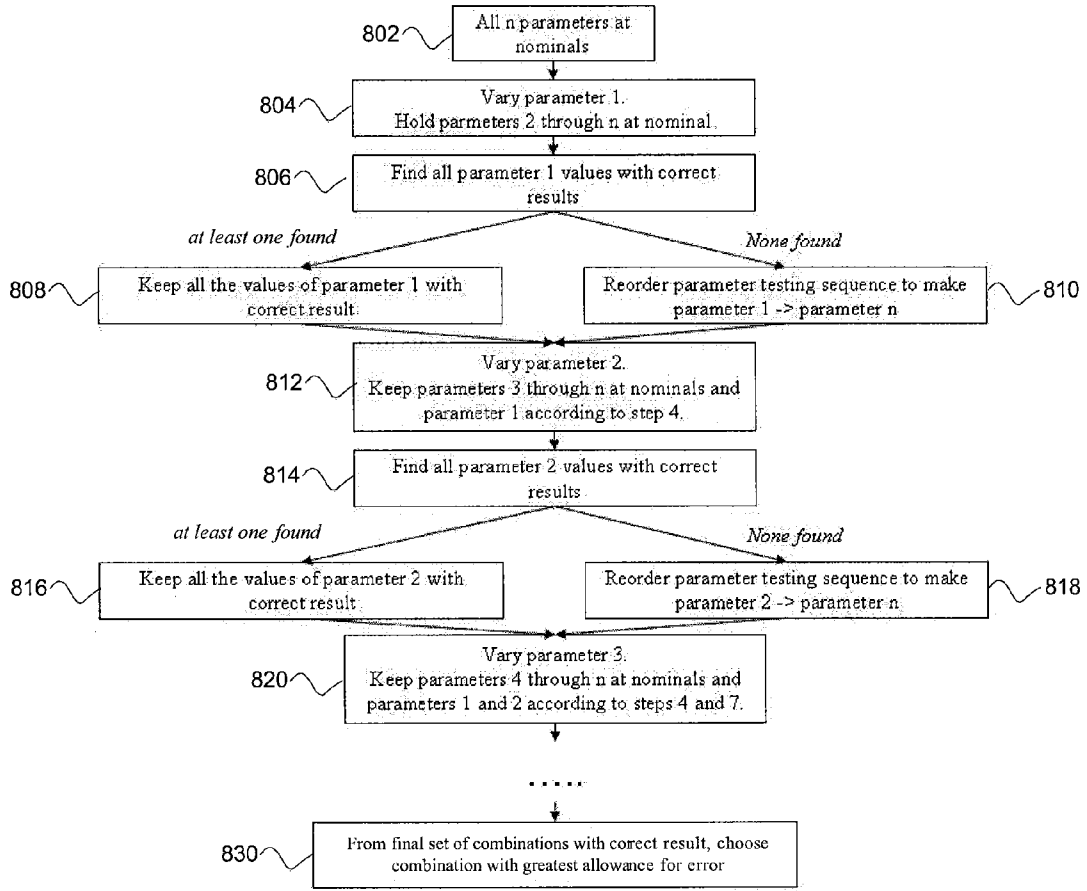 802
All n parameters at
nominals
804
Vary parameter 1.
Hold parmeters 2 through n at nominal.
806
Find all parameter 1 values with correct
results
at least one found
None found
808
Keep all the values of parameter 1 with
correct result.
Reorder parameter testing sequence to make
parameter 1 -> parameter n
810
812
Vary parameter 2.
Keep parameters 3 through n at nominals and
parameter 1 according to step 4.
814
Find all parameter 2 values with correct
results
at least one found
None found
816
Keep all the values of parameter 2 with
correct result.
Reorder parameter testing sequence to make
parameter 2 -> parameter n
818
820
Vary parameter 3.
Keep parameters 4 through n at nominals and
parameters 1 and 2 according to steps 4 and 7.
.....
830
From final set of combinations with correct result, choose
combination with greatest allowance for error